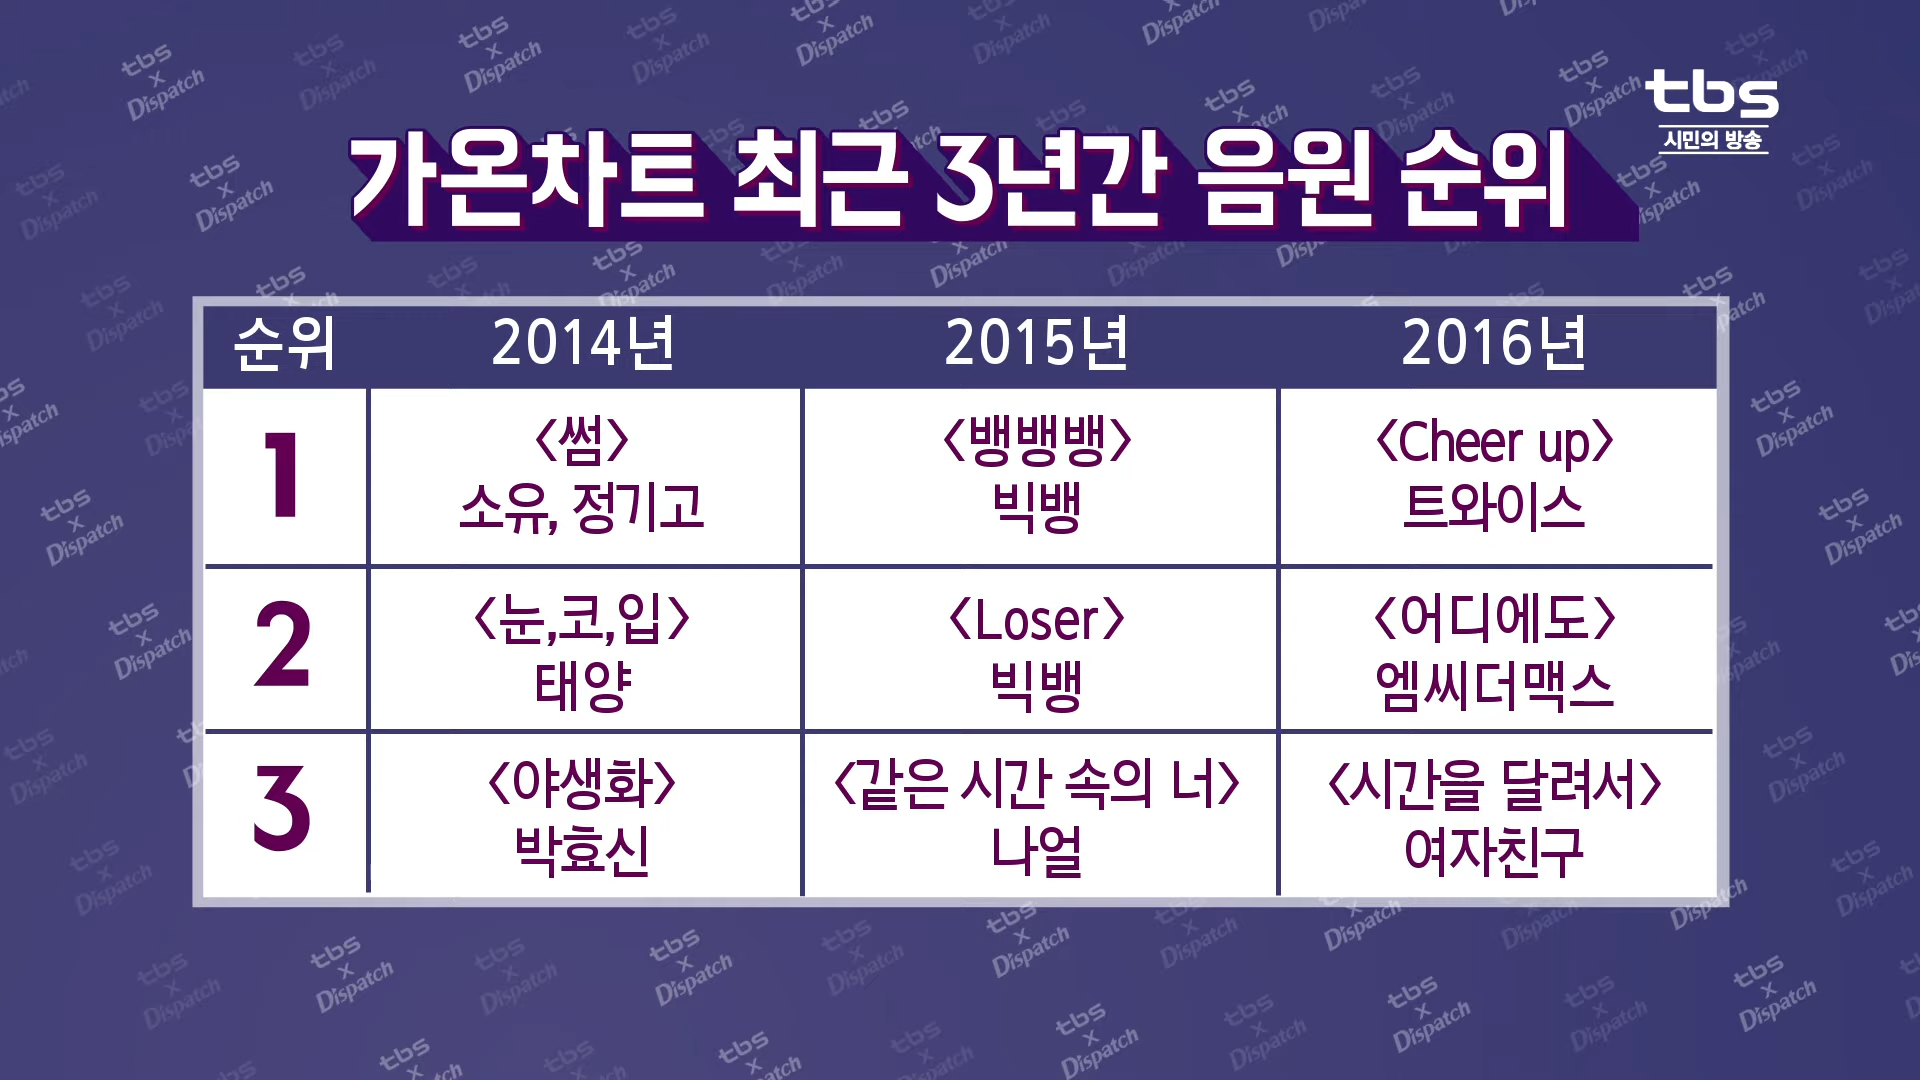 tbs
시민의 방송
가온차트 최근 3년간 음원 순위
순위 2014년 2015년 2016년
1 <썸> <뱅뱅뱅> <Cheer up>
소유, 정기고 빅뱅 트와이스
2 <눈,코,입> <Loser> <어디에도>
태양 빅뱅 엠씨더맥스
3 <야생화> <같은 시간 속의 너> <시간을 달려서>
박효신 나얼 여자친구
tbs
x
Dispatch